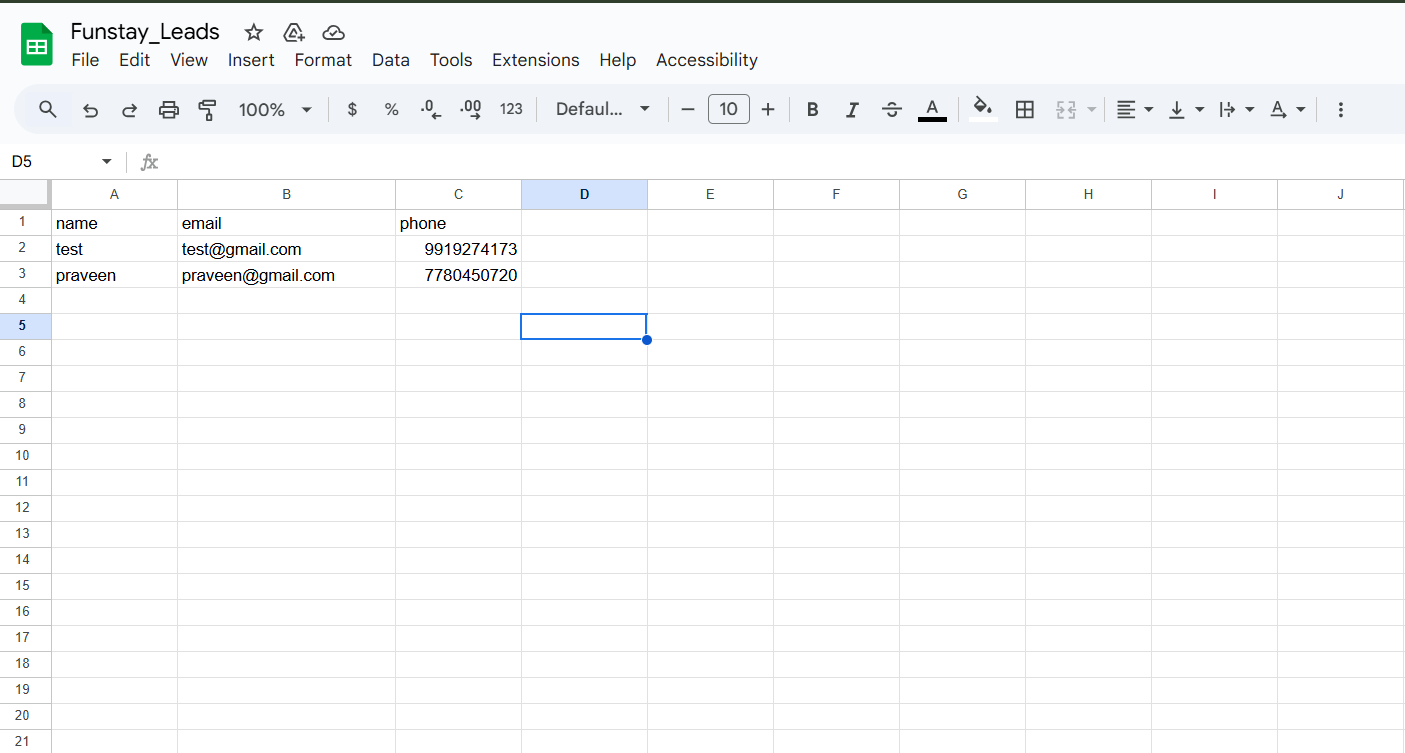 Funstay_Leads
File Edit View Insert Format Data Tools Extensions Help Accessibility
100% $ % .0 .00 123 Defaul... 10 B I S A A
D5 fx
A B C D E F G H I J
1 name email phone
2 test test@gmail.com 9919274173
3 praveen praveen@gmail.com 7780450720
4
5
6
7
8
9
10
11
12
13
14
15
16
17
18
19
20
21